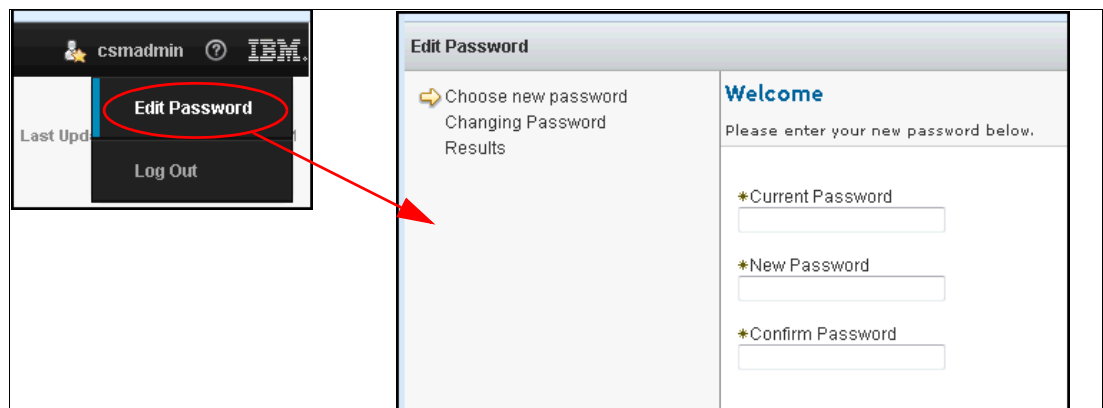 csmadmin ? IBM.
Edit Password
Last Upd 1
Log Out
Edit Password
Choose new password
Changing Password
Results
Welcome
Please enter your new password below.
*Current Password
*New Password
*Confirm Password